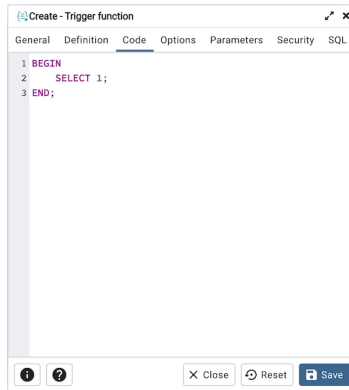 Create - Trigger function
General Definition Code Options Parameters Security SQL
1 BEGIN
2 SELECT 1;
3 END;
Close Reset Save